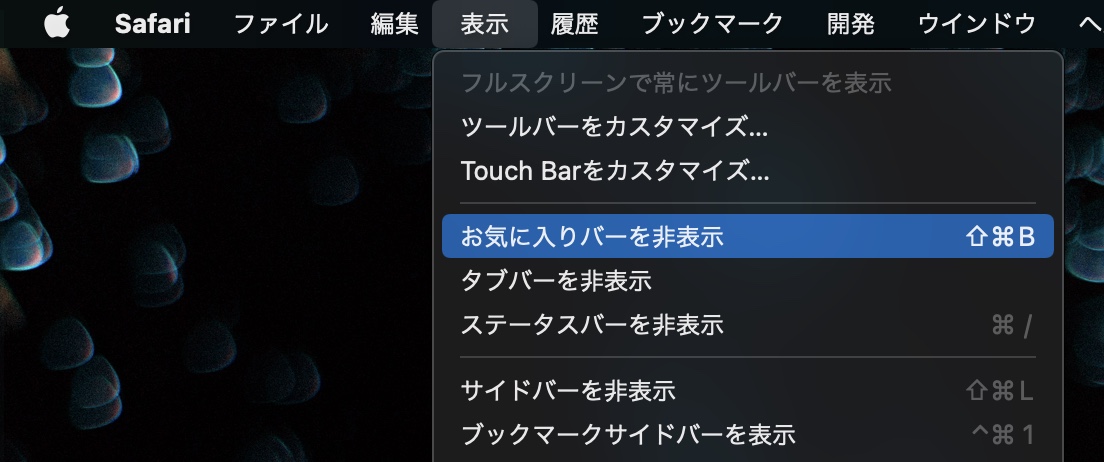 Safari ファイル 編集 表示 履歴 ブックマーク 開発 ウインドウ ヘ
フルスクリーンで常にツールバーを表示
ツールバーをカスタマイズ...
Touch Barをカスタマイズ...
お気に入りバーを非表示 ⇧⌘B
タブバーを非表示
ステータスバーを非表示 ⌘/
サイドバーを非表示 ⇧⌘L
ブックマークサイドバーを表示 ^⌘1